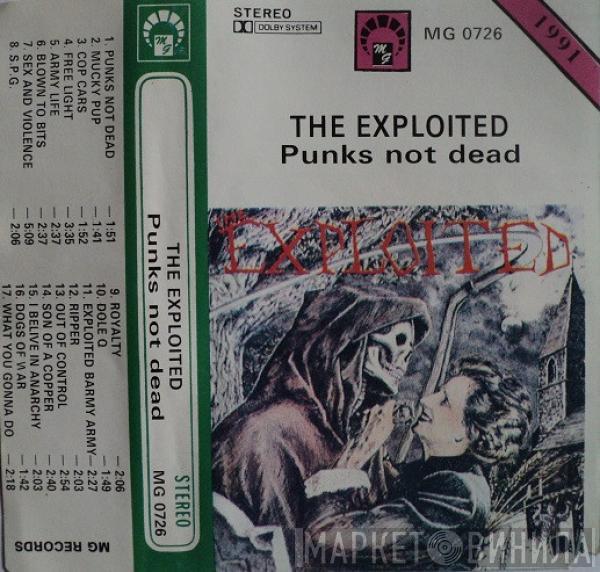 STEREO
DOLBY SYSTEM
MG
MG 0726
1991
THE EXPLOITED
Punks not dead
THE EXPLOITED
MG
THE EXPLOITED
Punks not dead
STEREO
MG 0726
1. PUNKS NOT DEAD — 1:51
2. MUCKY PUP — 1:41
3. COP CARS — 1:52
4. FREE LIGHT — 3:35
5. ARMY LIFE — 2:37
6. BLOWN TO BITS — 2:37
7. SEX AND VIOLENCE — 5:09
8. S.P.G. — 2:06
9. ROYALTY — 2:06
10. DOLE Q — 1:49
11. EXPLOITED BARMY ARMY — 2:27
12. RIPPER — 2:03
13. OUT OF CONTROL — 2:54
14. SON OF A COPPER — 2:40
15. I BELIVE IN ANARCHY — 2:03
16. DOGS OF WAR — 1:42
17. WHAT YOU GONNA DO — 2:18
MG RECORDS
МАРКЕТ ВИНИЛА